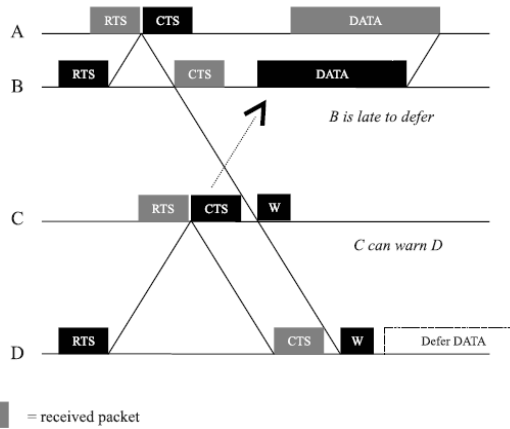 A RTS CTS DATA
B RTS CTS DATA
B is late to defer
C RTS CTS W
C can warn D
D RTS CTS W Defer DATA
= received packet